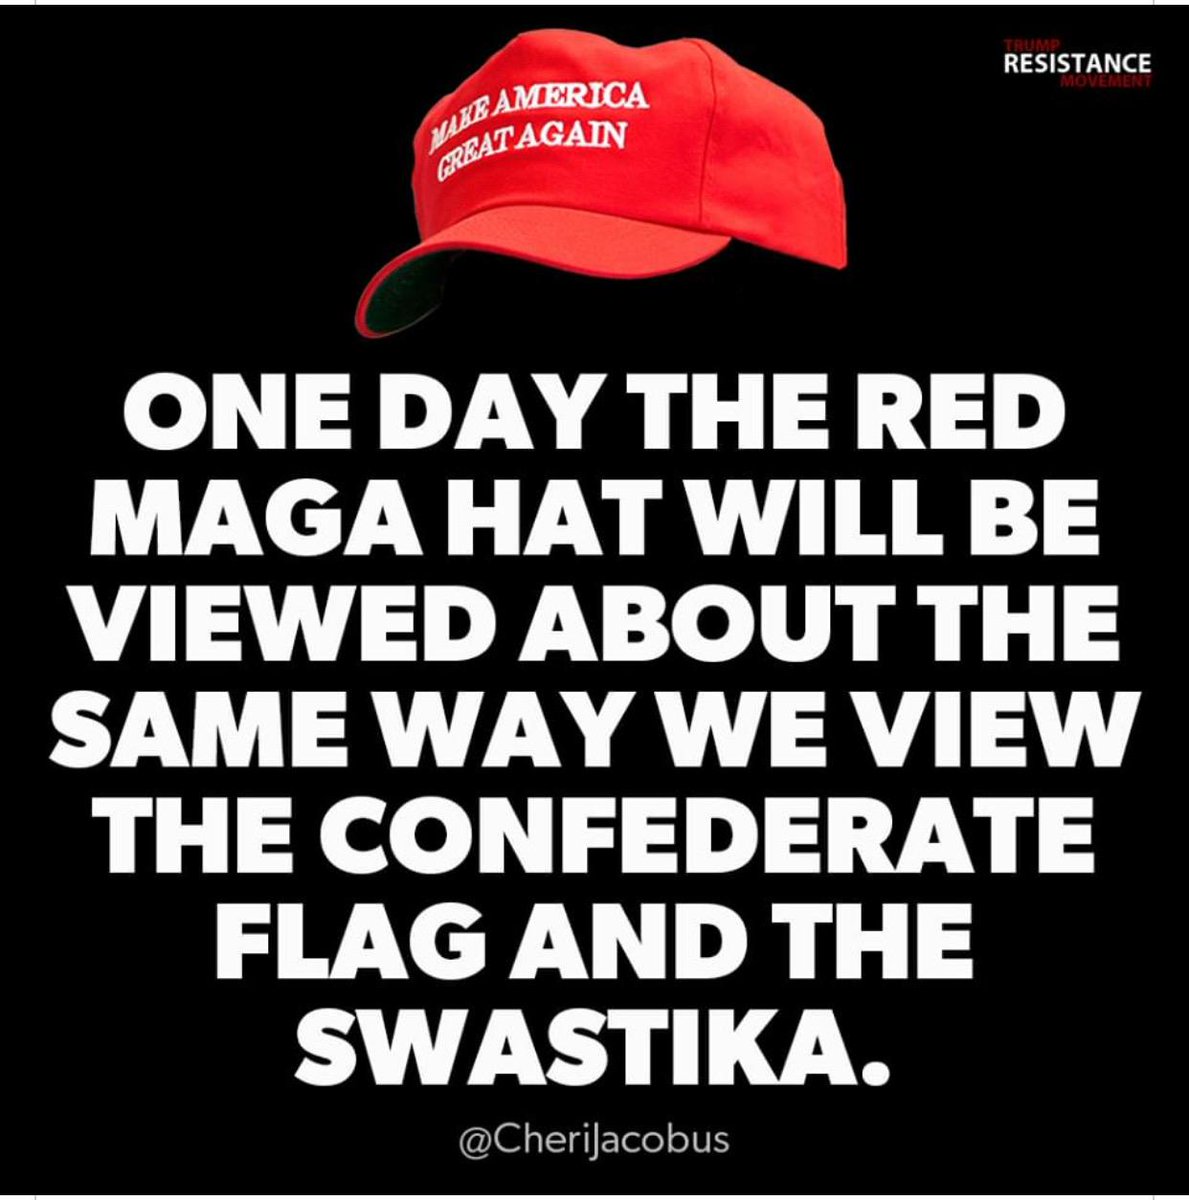 TRUMP
RESISTANCE
MOVEMENT
MAKE AMERICA
GREAT AGAIN
ONE DAY THE RED
MAGA HAT WILL BE
VIEWED ABOUT THE
SAME WAY WE VIEW
THE CONFEDERATE
FLAG AND THE
SWASTIKA.
@CheriJacobus